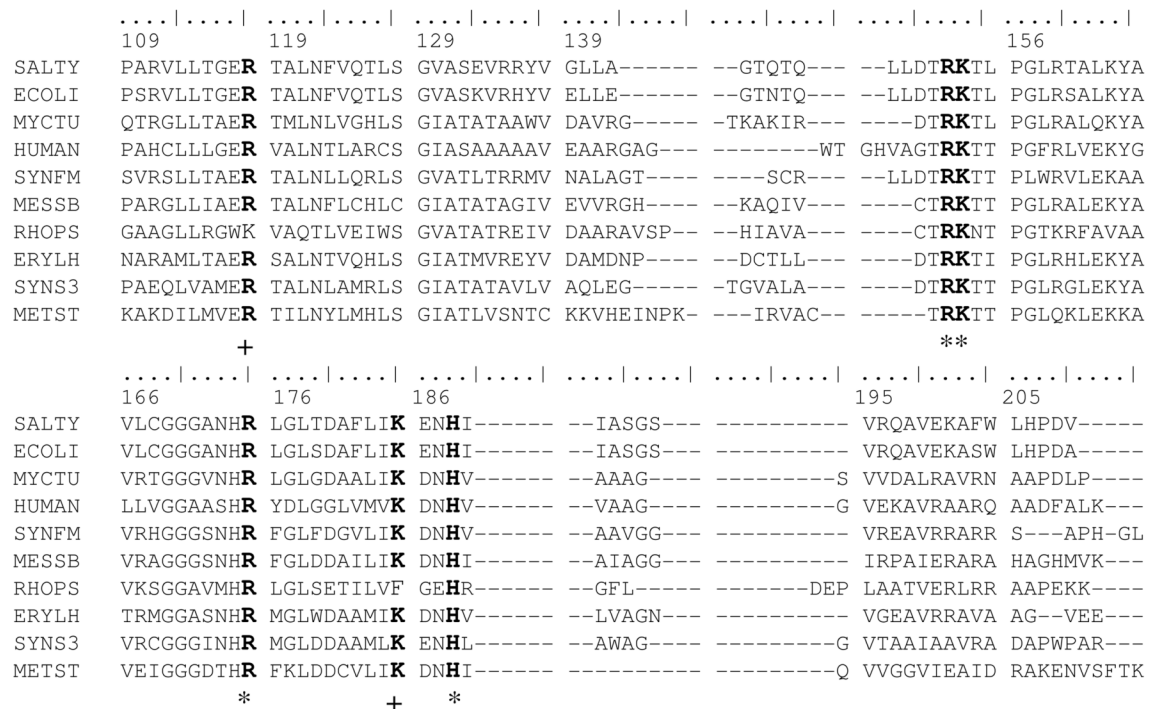 ....|....| ....|....| ....|....| ....|....| ....|....| ....|....| ....|....|
109 119 129 139 156
SALTY PARVLLTGER TALNFVQTLS GVASEVRRYV GLLA------ --GTQTQ--- --LLDTRKTL PGLRTALKYA
ECOLI PSRVLLTGER TALNFVQTLS GVASKVRHYV ELLE------ --GTNTQ--- --LLDTRKTL PGLRSALKYA
MYCTU QTRGLLTAER TMLNLVGHLS GIATATAAWV DAVRG----- -TKAKIR--- ----DTRKTL PGLRALQKYA
HUMAN PAHCLLLGER VALNTLARCS GIASAAAAAV EAARGAG--- --------WT GHVAGTRKTT PGFRLVEKYG
SYNFM SVRSLLTAER TALNLLQRLS GVATLTRRMV NALAGT---- ----SCR--- --LLDTRKTT PLWRVLEKAA
MESSB PARGLLIAER TALNFLCHLC GIATATAGIV EVVRGH---- --KAQIV--- ----CTRKTT PGLRALEKYA
RHOPS GAAGLLRGWK VAQTLVEIWS GVATATREIV DAARAVSP-- --HIAVA--- ----CTRKNT PGTKRFAVAA
ERYLH NARAMLTAER SALNTVQHLS GIATMVREYV DAMDNP---- --DCTLL--- ----DTRKTI PGLRHLEKYA
SYNS3 PAEQLVAMER TALNLAMRLS GIATATAVLV AQLEG----- -TGVALA--- ----DTRKTT PGLRGLEKYA
METST KAKDILMVER TILNYLMHLS GIATLVSNTC KKVHEINPK- ---IRVAC-- -----TRKTT PGLQKLEKKA
+ **
....|....| ....|....| ....|....| ....|....| ....|....| ....|....| ....|....|
166 176 186 195 205
SALTY VLCGGGANHR LGLTDAFLIK ENHI------ --IASGS--- ---------- VRQAVEKAFW LHPDV-----
ECOLI VLCGGGANHR LGLSDAFLIK ENHI------ --IASGS--- ---------- VRQAVEKASW LHPDA-----
MYCTU VRTGGGVNHR LGLGDAALIK DNHV------ --AAAG---- ---------S VVDALRAVRN AAPDLP----
HUMAN LLVGGAASHR YDLGGLVMVK DNHV------ --VAAG---- ---------G VEKAVRAARQ AADFALK---
SYNFM VRHGGGSNHR FGLFDGVLIK DNHV------ --AAVGG--- ---------- VREAVRRARR S---APH-GL
MESSB VRAGGGSNHR FGLDDAILIK DNHI------ --AIAGG--- ---------- IRPAIERARA HAGHMVK---
RHOPS VKSGGAVMHR LGLSETILVF GEHR------ --GFL----- -------DEP LAATVERLRR AAPEKK----
ERYLH TRMGGASNHR MGLWDAAMIK DNHV------ --LVAGN--- ---------- VGEAVRRAVA AG--VEE---
SYNS3 VRCGGGINHR MGLDDAAMLK ENHL------ --AWAG---- ---------G VTAAIAAVRA DAPWPAR---
METST VEIGGGDTHR FKLDDCVLIK DNHI------ ---------- ---------Q VVGGVIEAID RAKENVSFTK
* + *